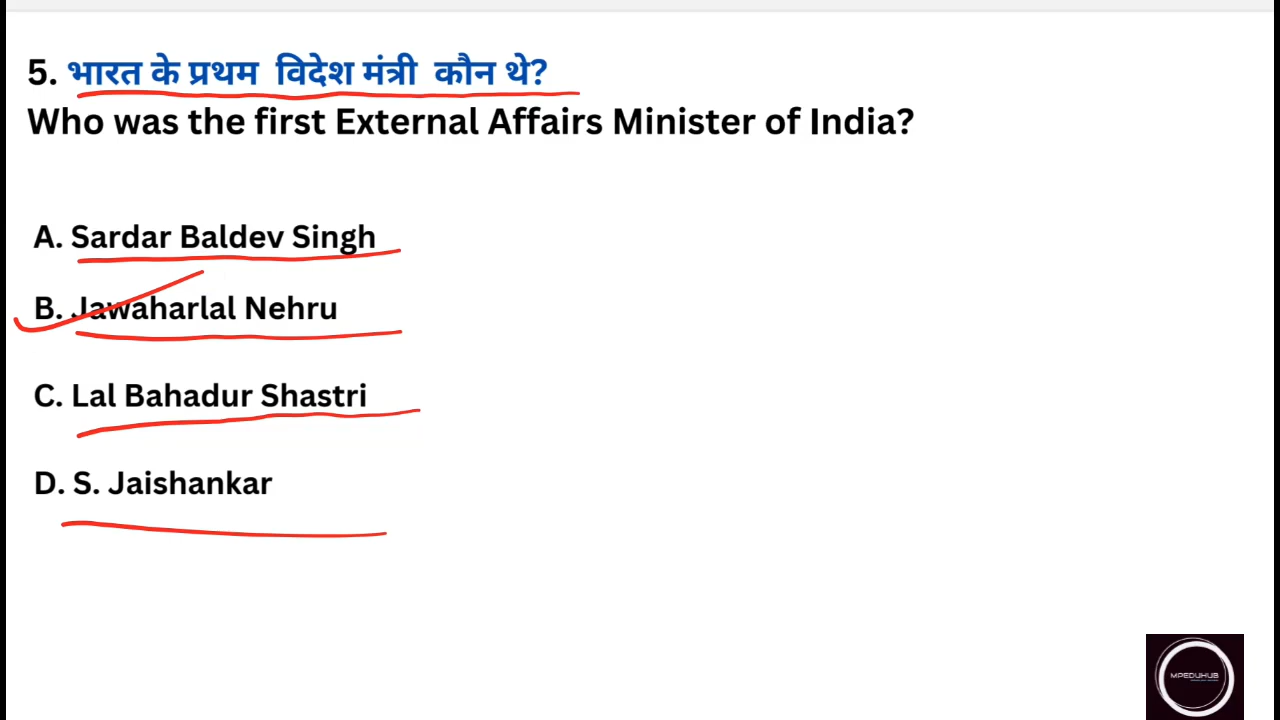 5. भारत के प्रथम विदेश मंत्री कौन थे?
Who was the first External Affairs Minister of India?
A. Sardar Baldev Singh
B. Jawaharlal Nehru
C. Lal Bahadur Shastri
D. S. Jaishankar
MPEDUHUB